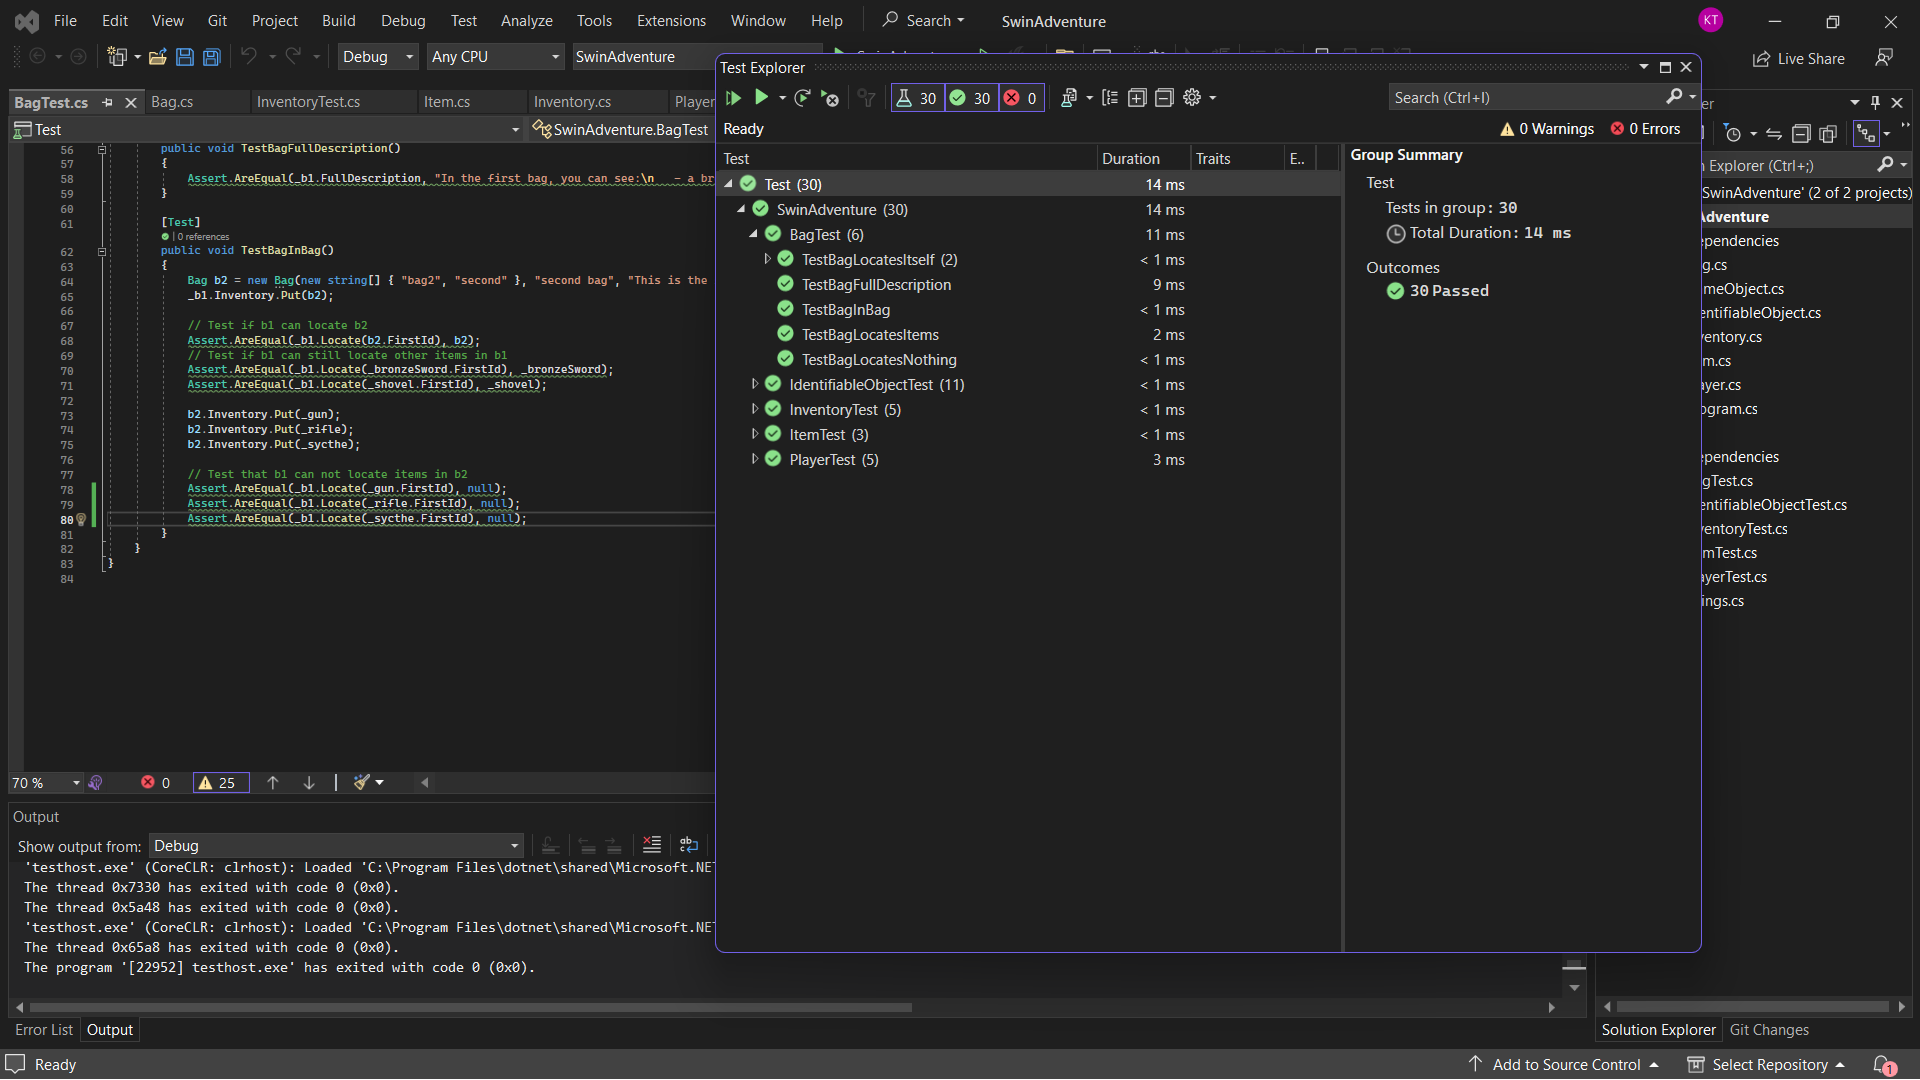 File Edit View Git Project Build Debug Test Analyze Tools Extensions Window Help Search SwinAdventure KT
Debug Any CPU SwinAdventure Live Share
BagTest.cs Bag.cs InventoryTest.cs Item.cs Inventory.cs Player
Test SwinAdventure.BagTest
56 public void TestBagFullDescription()
57 {
58 Assert.AreEqual(_b1.FullDescription, "In the first bag, you can see:\n - a br
59 }
60
61 [Test]
0 references
62 public void TestBagInBag()
63 {
64 Bag b2 = new Bag(new string[] { "bag2", "second" }, "second bag", "This is the
65 _b1.Inventory.Put(b2);
66
67 // Test if b1 can locate b2
68 Assert.AreEqual(_b1.Locate(b2.FirstId), b2);
69 // Test if b1 can still locate other items in b1
70 Assert.AreEqual(_b1.Locate(_bronzeSword.FirstId), _bronzeSword);
71 Assert.AreEqual(_b1.Locate(_shovel.FirstId), _shovel);
72
73 b2.Inventory.Put(_gun);
74 b2.Inventory.Put(_rifle);
75 b2.Inventory.Put(_sycthe);
76
77 // Test that b1 can not locate items in b2
78 Assert.AreEqual(_b1.Locate(_gun.FirstId), null);
79 Assert.AreEqual(_b1.Locate(_rifle.FirstId), null);
80 Assert.AreEqual(_b1.Locate(_sycthe.FirstId), null);
81 }
82 }
83 }
84
70 % 0 25
Output
Show output from: Debug
'testhost.exe' (CoreCLR: clrhost): Loaded 'C:\Program Files\dotnet\shared\Microsoft.NET
The thread 0x7330 has exited with code 0 (0x0).
The thread 0x5a48 has exited with code 0 (0x0).
'testhost.exe' (CoreCLR: clrhost): Loaded 'C:\Program Files\dotnet\shared\Microsoft.NET
The thread 0x65a8 has exited with code 0 (0x0).
The program '[22952] testhost.exe' has exited with code 0 (0x0).
Error List Output
Test Explorer
30 30 0 Search (Ctrl+I)
Ready 0 Warnings 0 Errors
Test Duration Traits E..
Test (30) 14 ms
SwinAdventure (30) 14 ms
BagTest (6) 11 ms
TestBagLocatesItself (2) < 1 ms
TestBagFullDescription 9 ms
TestBagInBag < 1 ms
TestBagLocatesItems 2 ms
TestBagLocatesNothing < 1 ms
IdentifiableObjectTest (11) < 1 ms
InventoryTest (5) < 1 ms
ItemTest (3) < 1 ms
PlayerTest (5) 3 ms
Group Summary
Test
Tests in group: 30
Total Duration: 14 ms
Outcomes
30 Passed
er
n Explorer (Ctrl+;)
SwinAdventure' (2 of 2 projects)
Adventure
ependencies
g.cs
meObject.cs
entifiableObject.cs
ventory.cs
m.cs
ayer.cs
ogram.cs
ependencies
gTest.cs
entifiableObjectTest.cs
ventoryTest.cs
mTest.cs
ayerTest.cs
ings.cs
Solution Explorer Git Changes
Ready Add to Source Control Select Repository 1